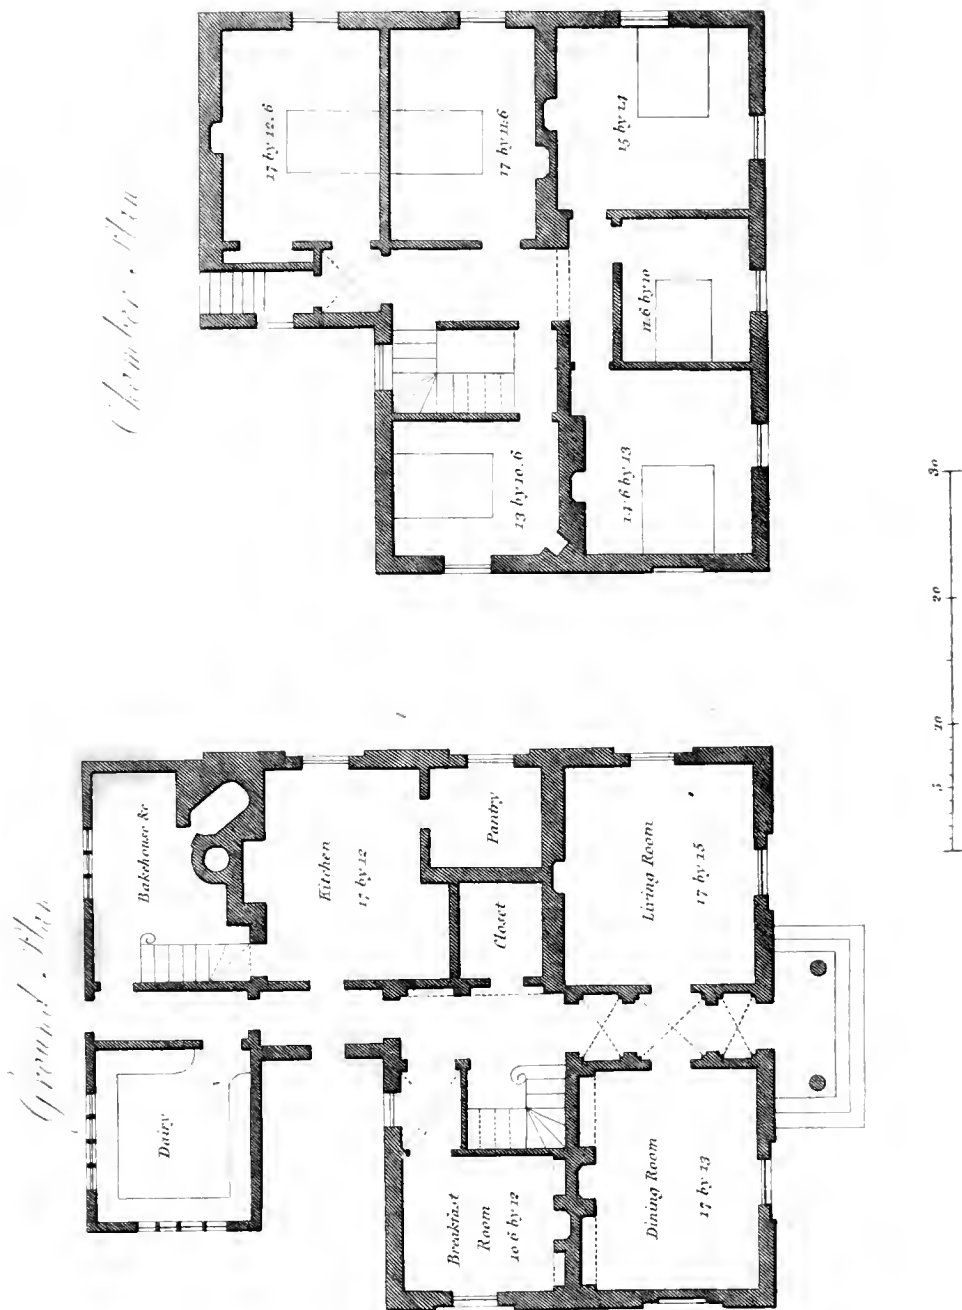 Chamber. Plan
17 by 12.6
17 by 11.6
15 by 14
11.6 by 10
13 by 10.6
14.6 by 13
Ground. Plan
Bakehouse &c
Kitchen
17 by 12
Pantry
Closet
Living Room
17 by 15
Dairy
Breakfast
Room
10 6 by 12
Dining Room
17 by 13
5
10
20
30